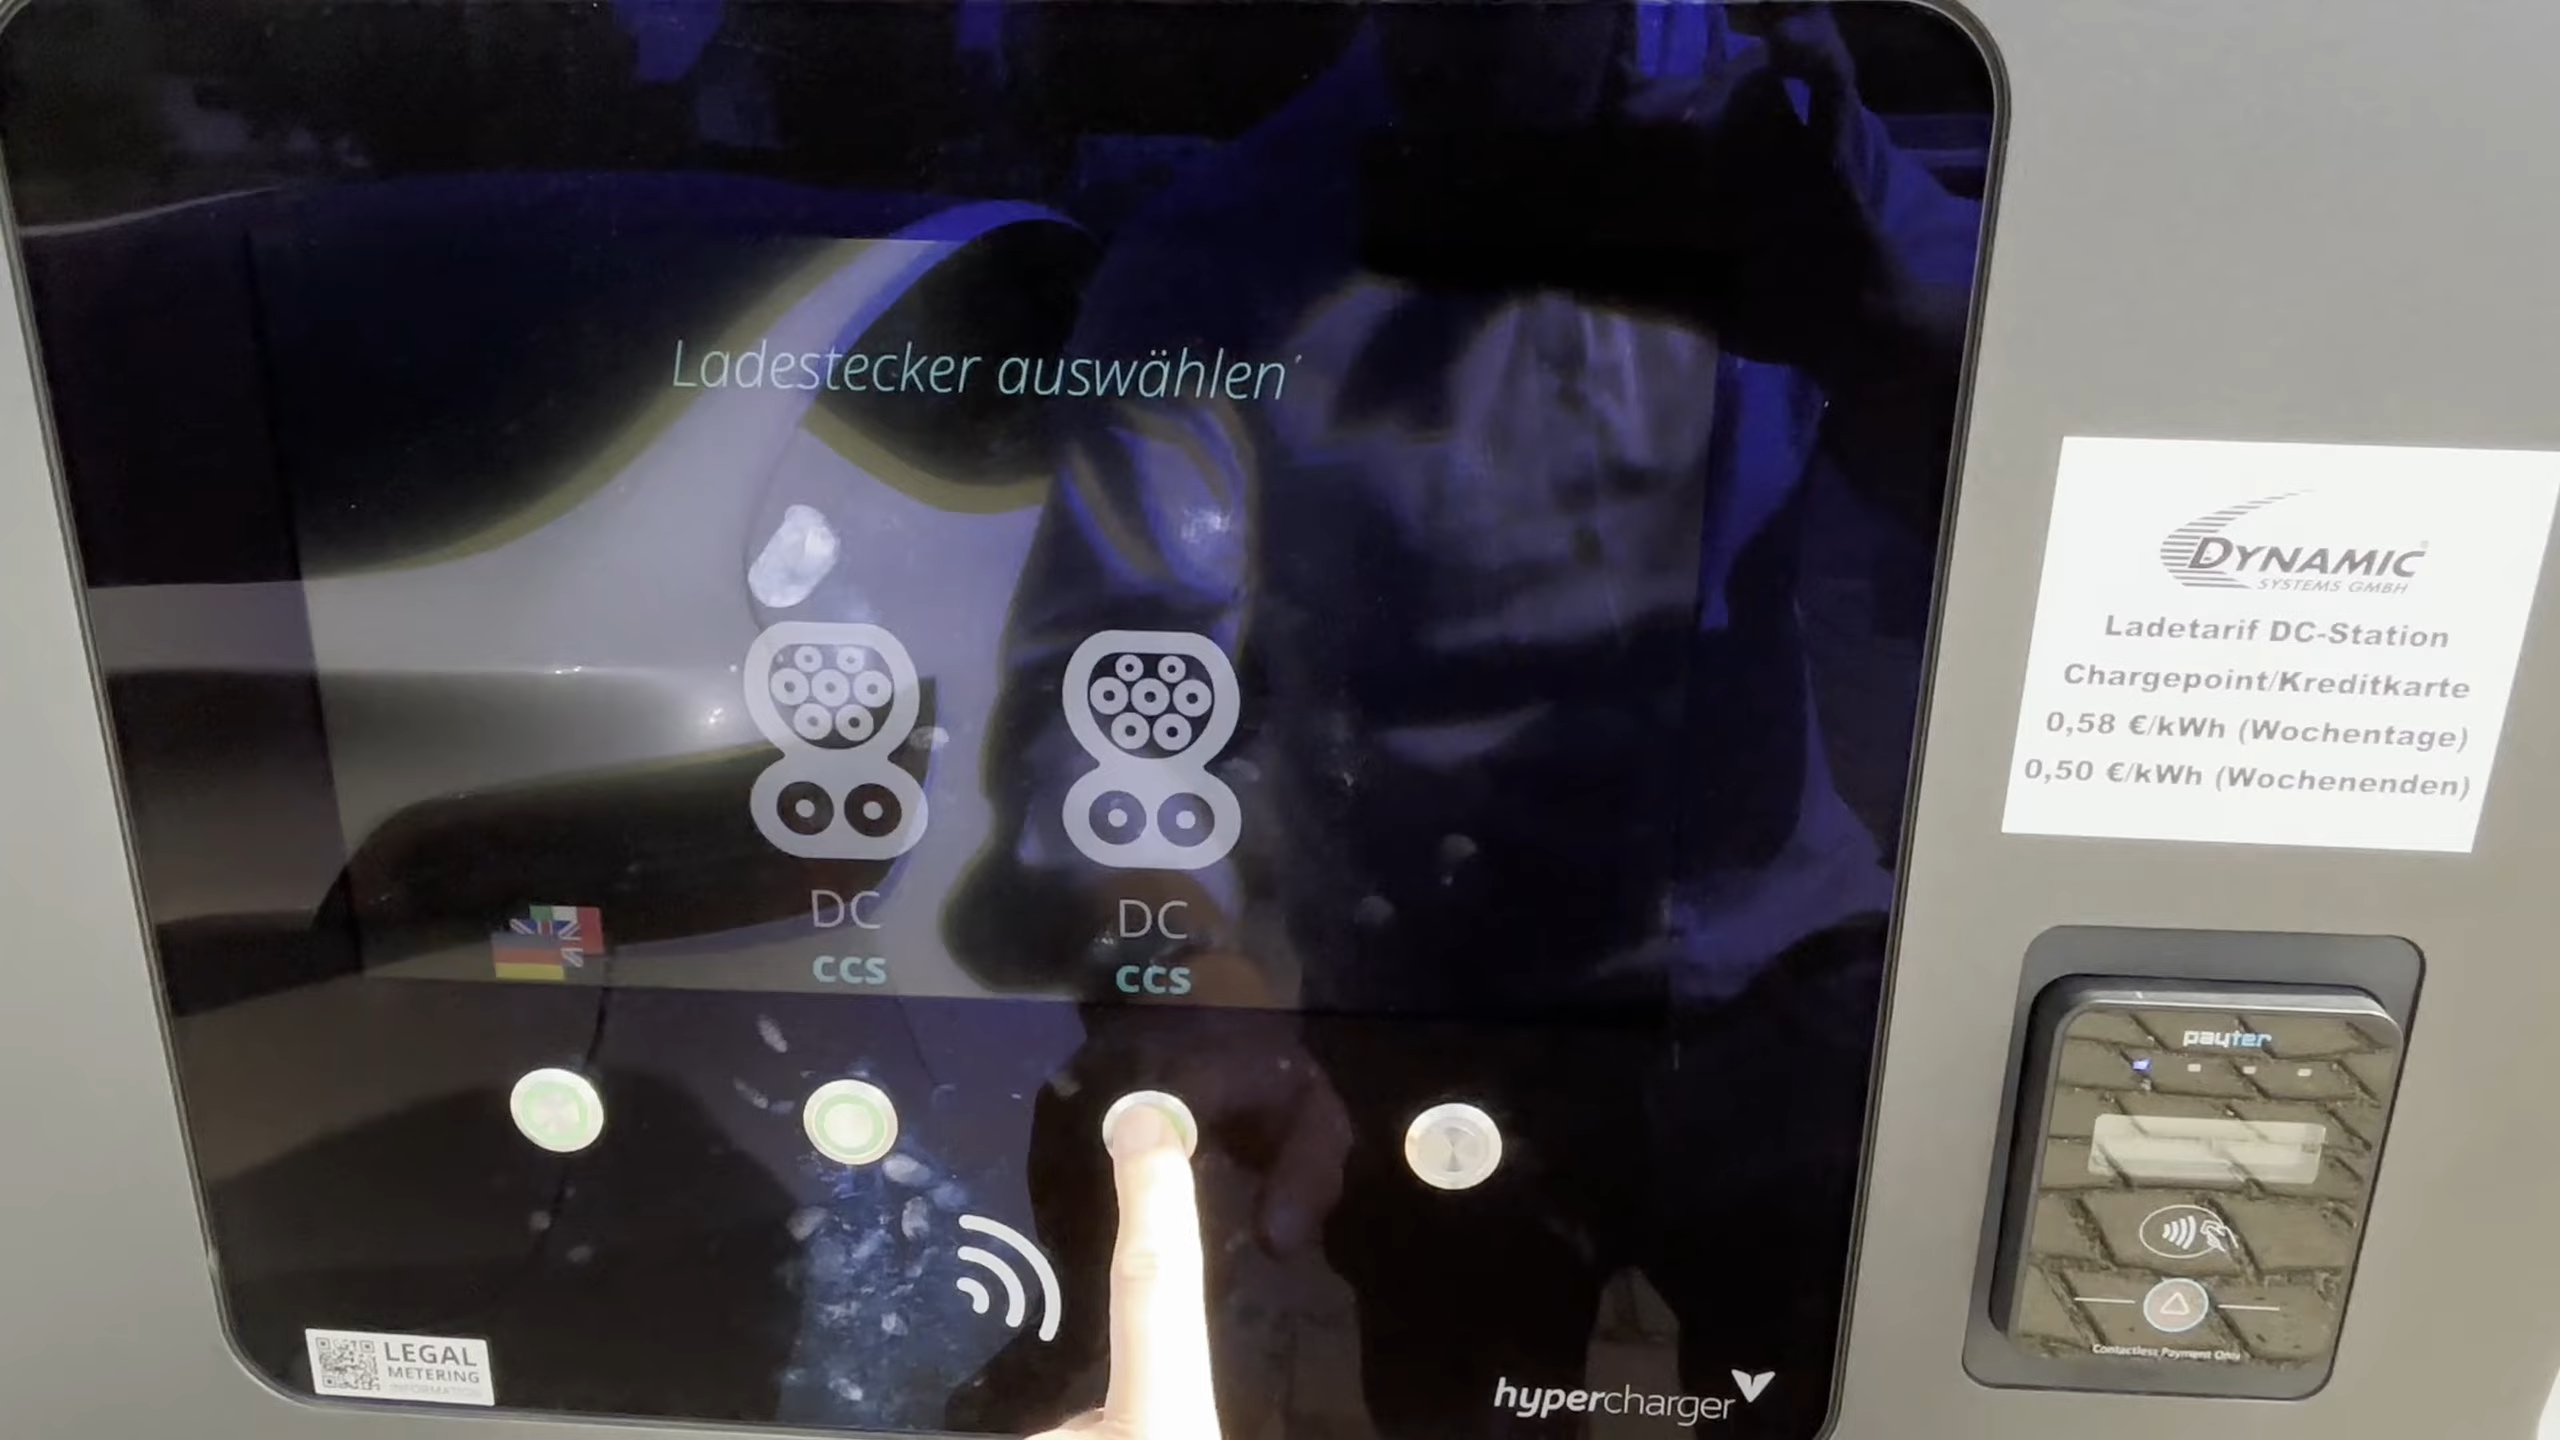 Ladestecker auswählen
DC
CCS
DC
CCS
LEGAL
METERING
INFORMATION
hypercharger
DYNAMIC
SYSTEMS GMBH
Ladetarif DC-Station
Chargepoint/Kreditkarte
0,58 €/kWh (Wochentage)
0,50 €/kWh (Wochenenden)
payter
Contactless Payment Only